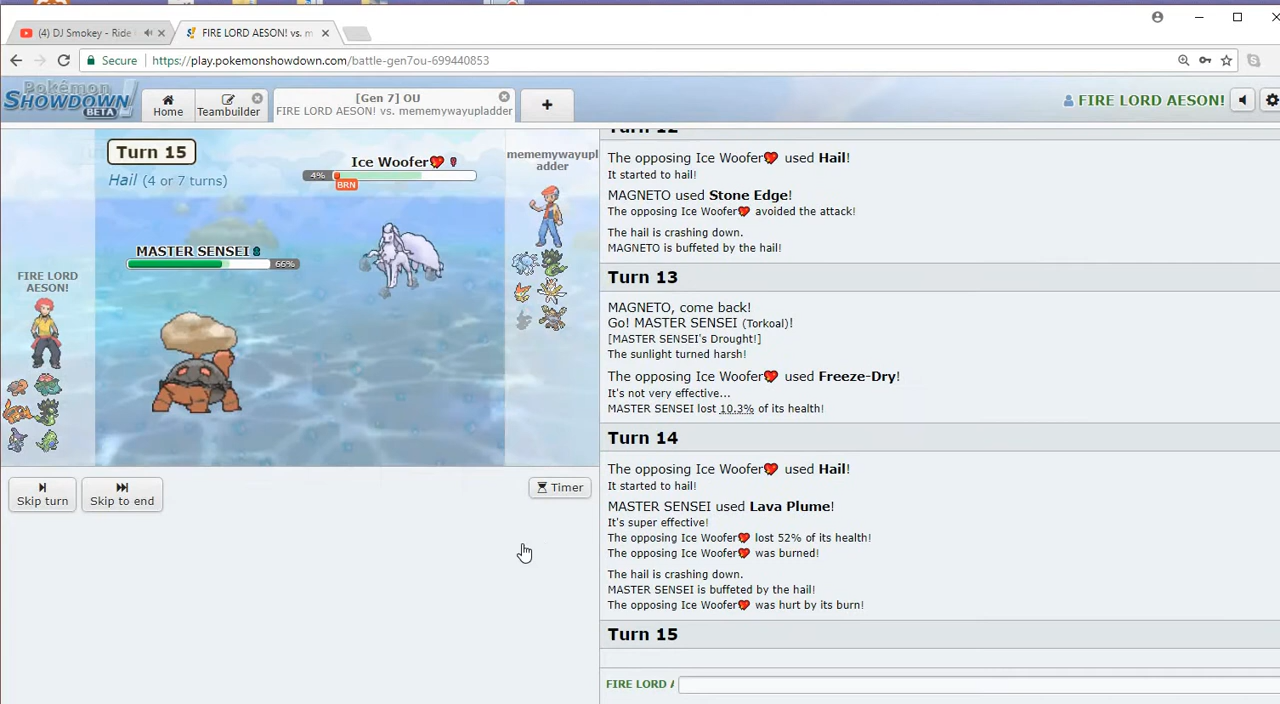 (4) DJ Smokey - Ride
FIRE LORD AESON! vs. m
Secure
https://play.pokemonshowdown.com/battle-gen7ou-699440853
Pokémon
SHOWDOWN!
BETA
Home
Teambuilder
[Gen 7] OU
FIRE LORD AESON! vs. mememywayupladder
FIRE LORD AESON!
Turn 15
Hail (4 or 7 turns)
Ice Woofer
4%
BRN
mememywayupl
adder
MASTER SENSEI
66%
FIRE LORD
AESON!
Skip turn
Skip to end
Timer
Turn 12
The opposing Ice Woofer used Hail!
It started to hail!
MAGNETO used Stone Edge!
The opposing Ice Woofer avoided the attack!
The hail is crashing down.
MAGNETO is buffeted by the hail!
Turn 13
MAGNETO, come back!
Go! MASTER SENSEI (Torkoal)!
[MASTER SENSEI's Drought!]
The sunlight turned harsh!
The opposing Ice Woofer used Freeze-Dry!
It's not very effective...
MASTER SENSEI lost 10.3% of its health!
Turn 14
The opposing Ice Woofer used Hail!
It started to hail!
MASTER SENSEI used Lava Plume!
It's super effective!
The opposing Ice Woofer lost 52% of its health!
The opposing Ice Woofer was burned!
The hail is crashing down.
MASTER SENSEI is buffeted by the hail!
The opposing Ice Woofer was hurt by its burn!
Turn 15
FIRE LORD A